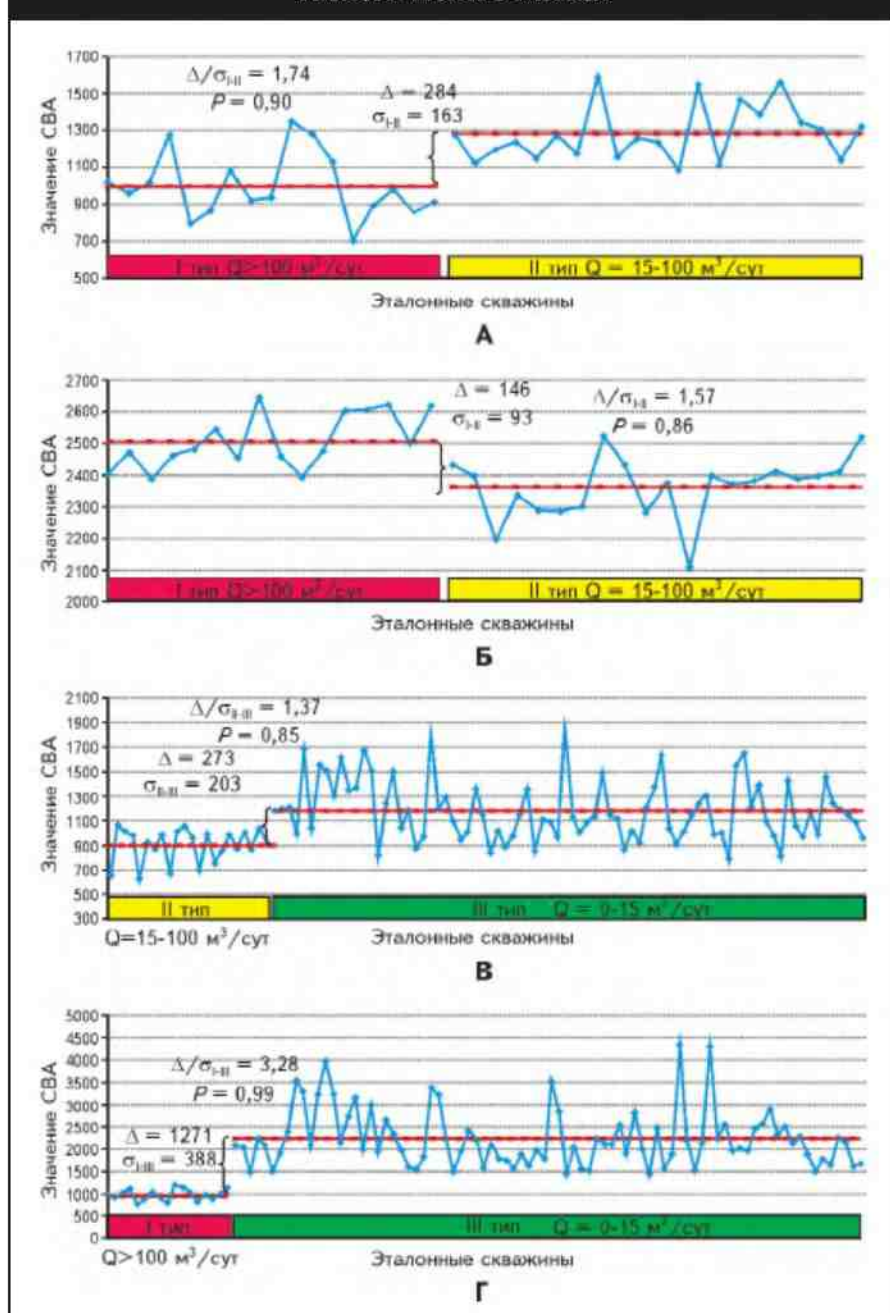 1700
1500
1300
1100
900
700
500
Значение СВА
Δ/σI-II = 1,74
P = 0,90
Δ = 284
σI-II = 163
I тип Q>100 м³/сут
II тип Q = 15-100 м³/сут
Эталонные скважины
А
2700
2600
2500
2400
2300
2200
2100
2000
Значение СВА
Δ = 146
σI-II = 93
Δ/σI-II = 1,57
P = 0,86
I тип Q>100 м³/сут
II тип Q = 15-100 м³/сут
Эталонные скважины
Б
2100
1900
1700
1500
1300
1100
900
700
500
300
Значение СВА
Δ/σII-III = 1,37
P = 0,85
Δ = 273
σII-III = 203
II тип
III тип Q = 0-15 м³/сут
Q=15-100 м³/сут
Эталонные скважины
В
5000
4500
4000
3500
3000
2500
2000
1500
1000
500
0
Значение СВА
Δ/σI-III = 3,28
P = 0,99
Δ = 1271
σI-III = 388
I тип
III тип Q = 0-15 м³/сут
Q>100 м³/сут
Эталонные скважины
Г